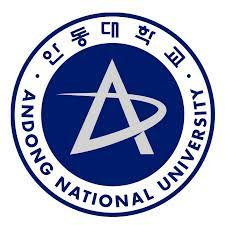 안동대학교
ANDONG NATIONAL UNIVERSITY